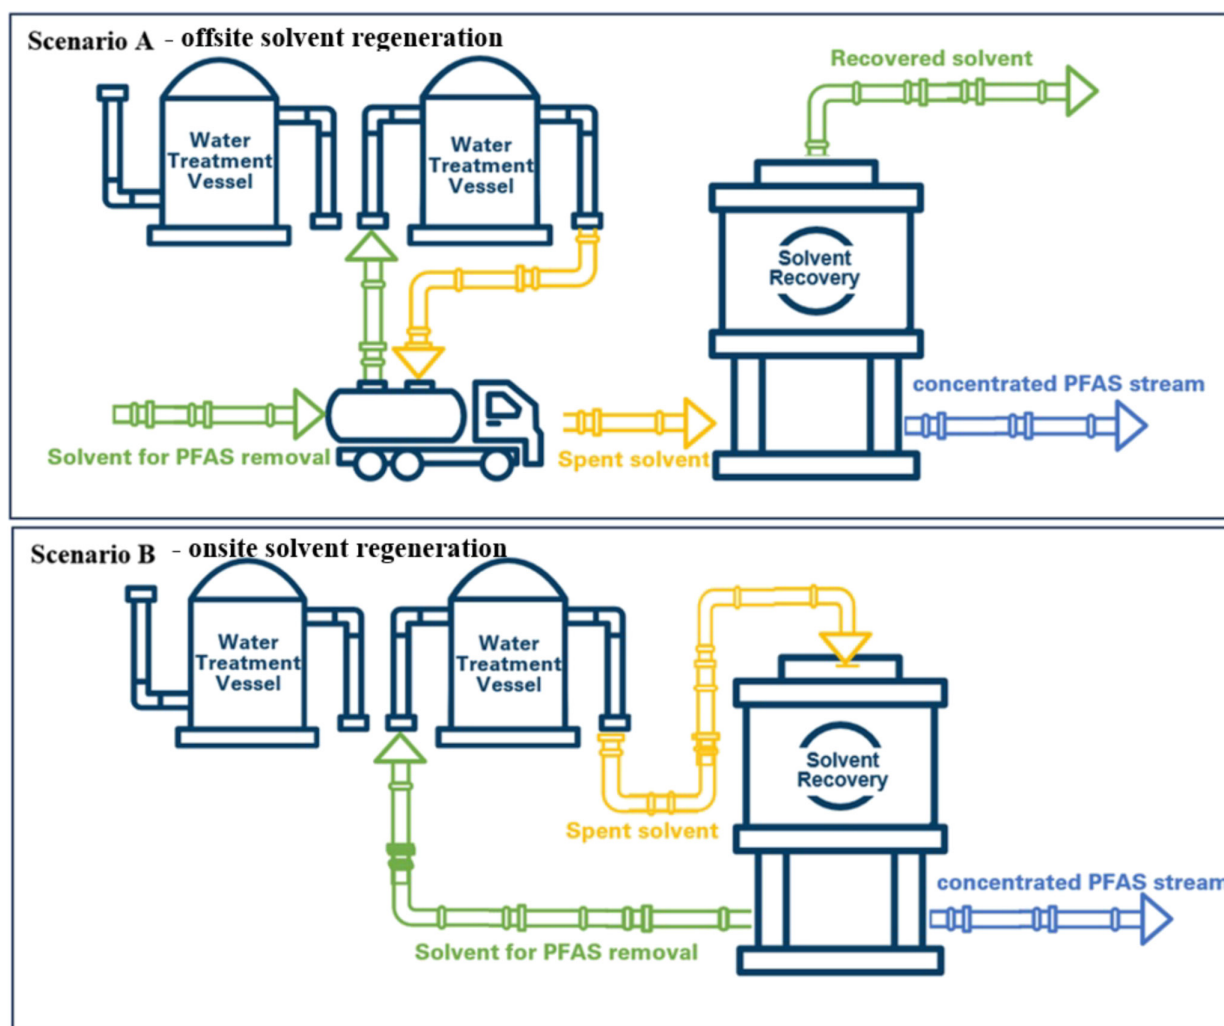 Scenario A - offsite solvent regeneration
Recovered solvent
Water
Treatment
Vessel
Water
Treatment
Vessel
Solvent
Recovery
concentrated PFAS stream
Solvent for PFAS removal
Spent solvent
Scenario B - onsite solvent regeneration
Water
Treatment
Vessel
Water
Treatment
Vessel
Solvent
Recovery
Spent solvent
concentrated PFAS stream
Solvent for PFAS removal